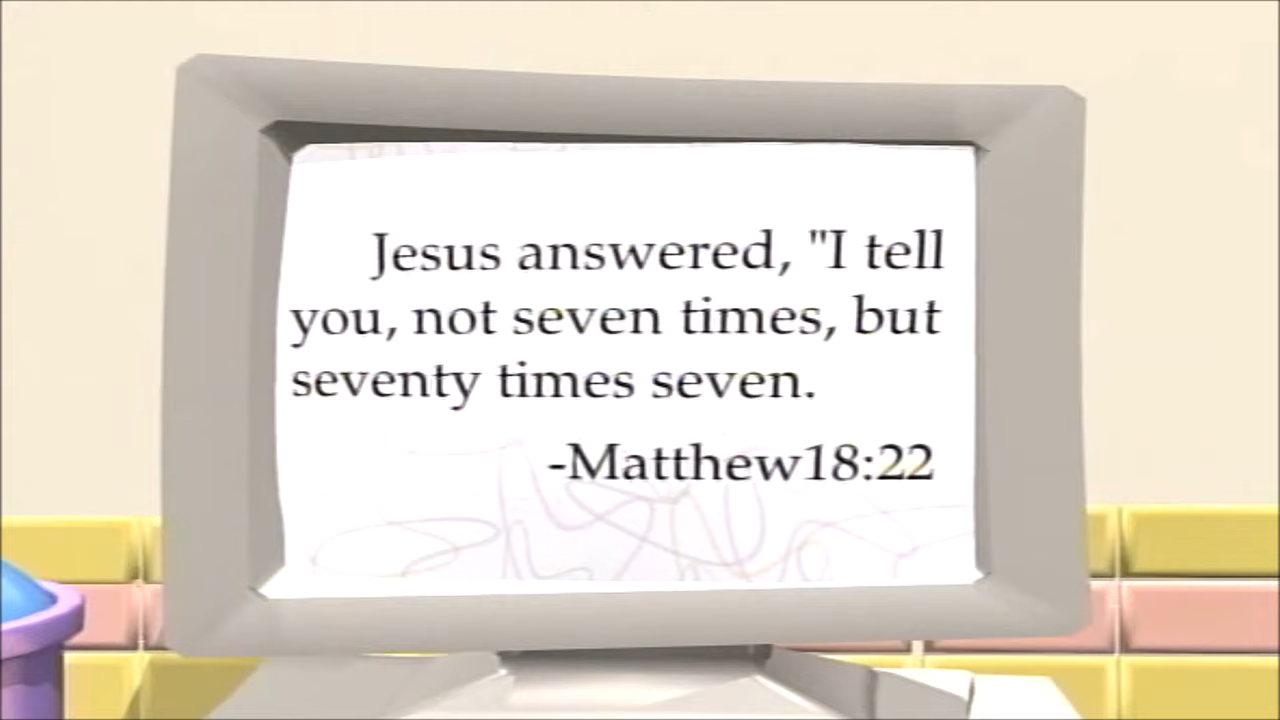 Jesus answered, "I tell
you, not seven times, but
seventy times seven.
-Matthew18:22